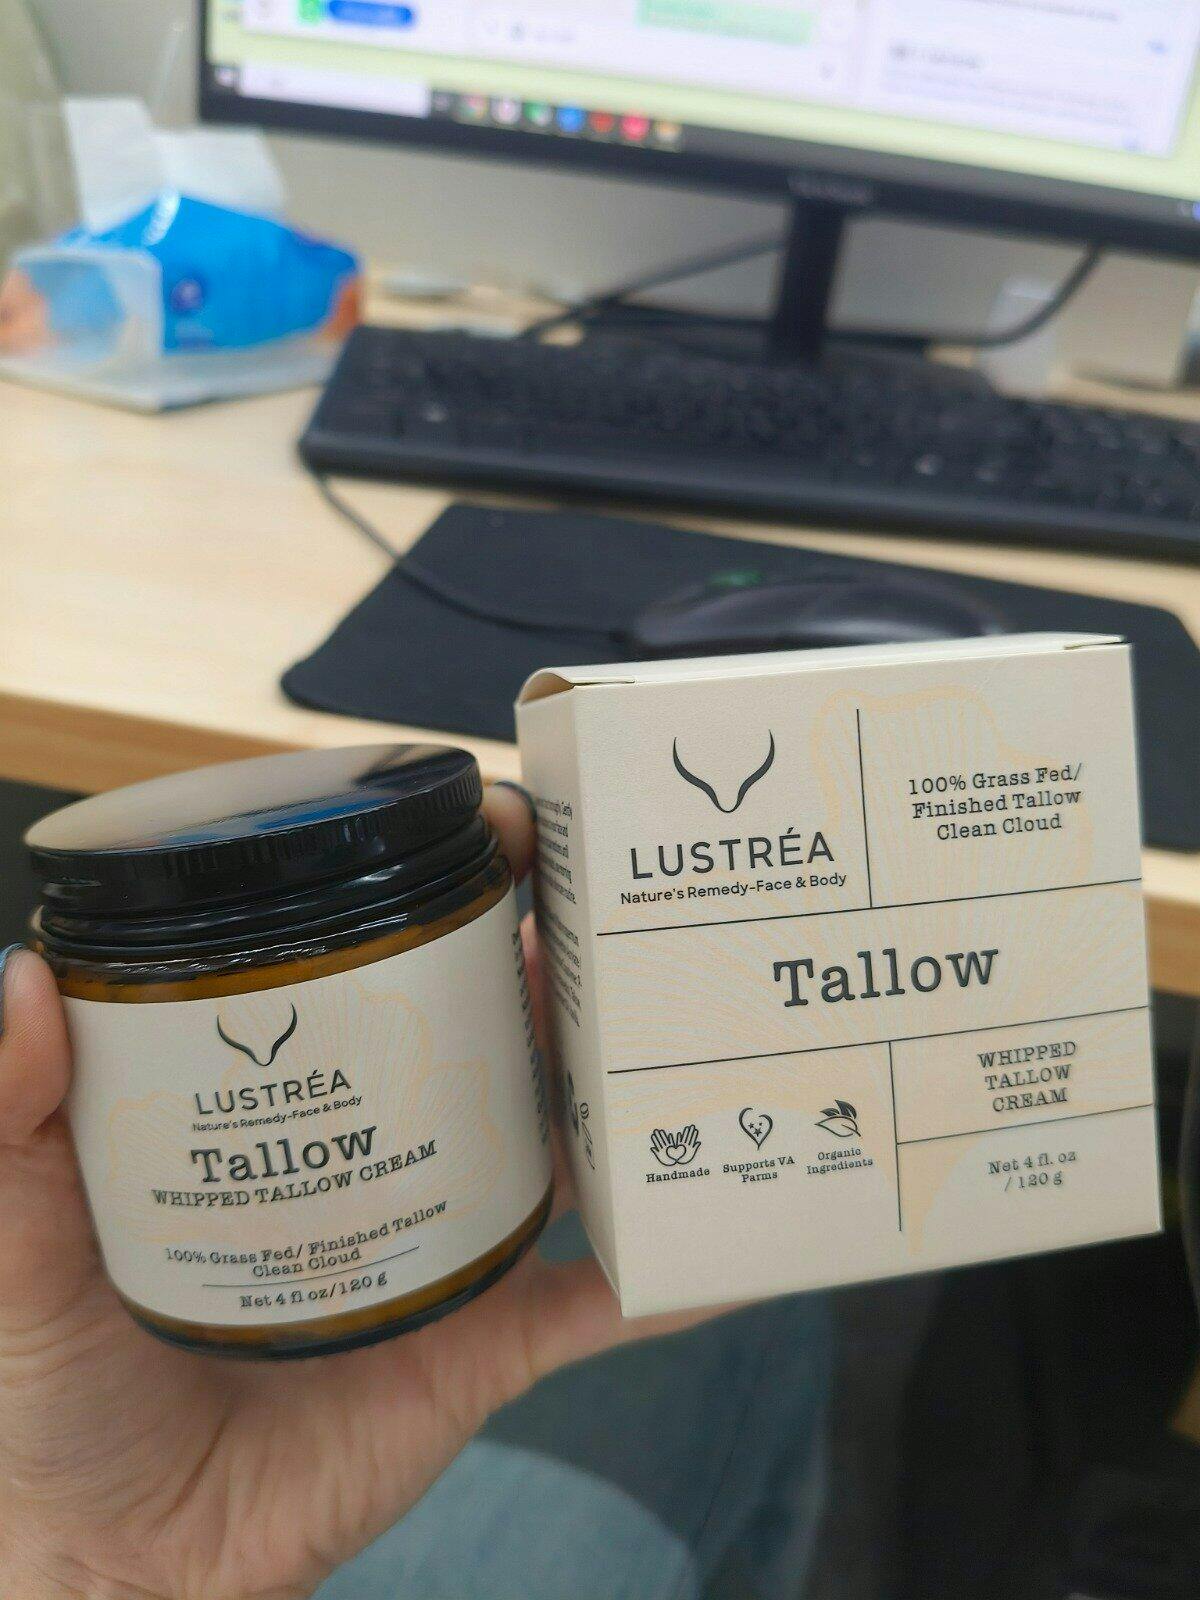 LUSTRÉA
Nature's Remedy-Face & Body
Tallow
WHIPPED TALLOW CREAM
100% Grass Fed/ Finished Tallow
Clean Cloud
Net 4 fl oz/120 g
LUSTRÉA
Nature's Remedy-Face & Body
100% Grass Fed/
Finished Tallow
Clean Cloud
Tallow
Handmade
Supports VA
Farms
Organic
Ingredients
WHIPPED
TALLOW
CREAM
Net 4 fl. oz
/ 120 g